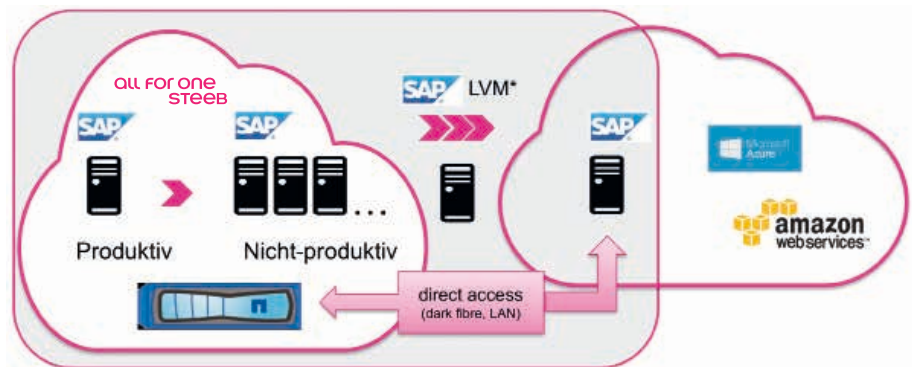 all for one
STEEB
SAP
SAP
SAP LVM*
SAP
Microsoft
Azure
amazon
webservices™
...
Produktiv
Nicht-produktiv
direct access
(dark fibre, LAN)